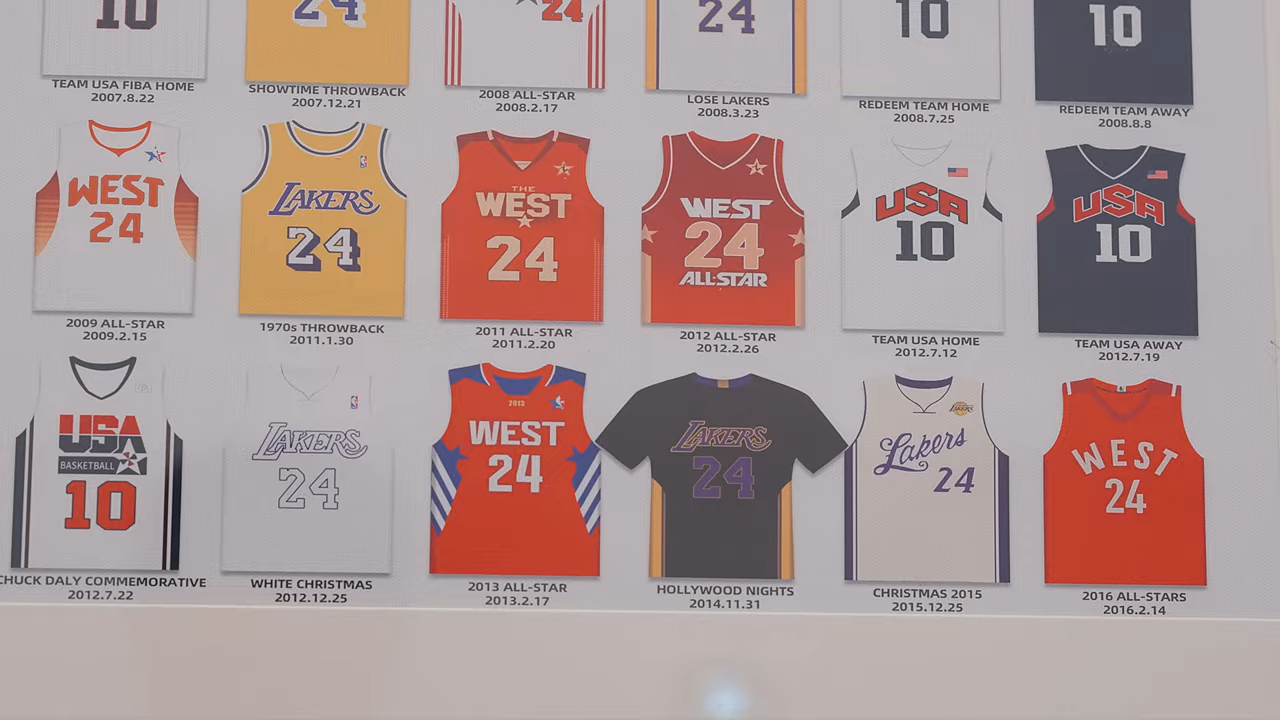 10
24
24
24
10
10
TEAM USA FIBA HOME
2007.8.22
SHOWTIME THROWBACK
2007.12.21
2008 ALL-STAR
2008.2.17
LOSE LAKERS
2008.3.23
REDEEM TEAM HOME
2008.7.25
REDEEM TEAM AWAY
2008.8.8
WEST
24
LAKERS
24
THE
WEST
24
WEST
24
ALL★STAR
USA
10
USA
10
2009 ALL-STAR
2009.2.15
1970s THROWBACK
2011.1.30
2011 ALL-STAR
2011.2.20
2012 ALL-STAR
2012.2.26
TEAM USA HOME
2012.7.12
TEAM USA AWAY
2012.7.19
USA
BASKETBALL
10
LAKERS
24
2013
WEST
24
LAKERS
24
LAKERS
Lakers
24
WEST
24
CHUCK DALY COMMEMORATIVE
2012.7.22
WHITE CHRISTMAS
2012.12.25
2013 ALL-STAR
2013.2.17
HOLLYWOOD NIGHTS
2014.11.31
CHRISTMAS 2015
2015.12.25
2016 ALL-STARS
2016.2.14